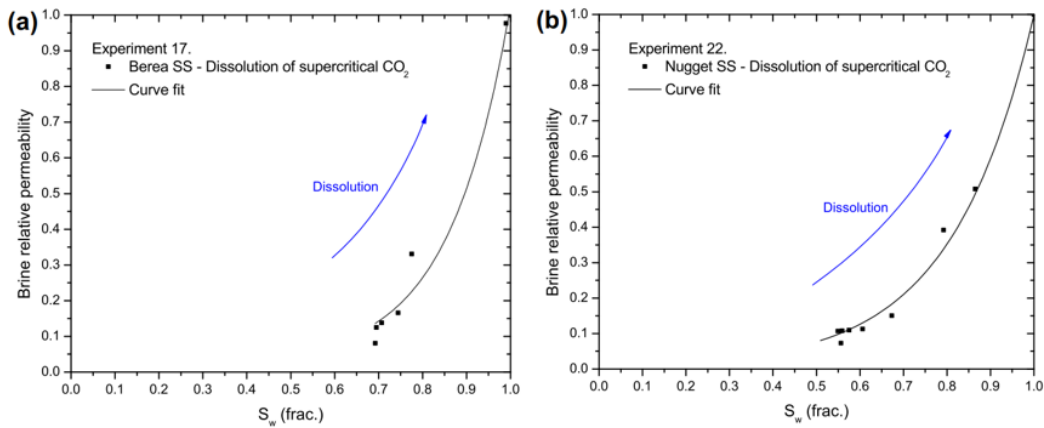 (a)
Experiment 17.
Berea SS - Dissolution of supercritical CO₂
Curve fit
Dissolution
Brine relative permeability
1.0
0.9
0.8
0.7
0.6
0.5
0.4
0.3
0.2
0.1
0.0
0.0 0.1 0.2 0.3 0.4 0.5 0.6 0.7 0.8 0.9 1.0
S_w (frac.)
(b)
Experiment 22.
Nugget SS - Dissolution of supercritical CO₂
Curve fit
Dissolution
Brine relative permeability
1.0
0.9
0.8
0.7
0.6
0.5
0.4
0.3
0.2
0.1
0.0
0.0 0.1 0.2 0.3 0.4 0.5 0.6 0.7 0.8 0.9 1.0
S_w (frac.)